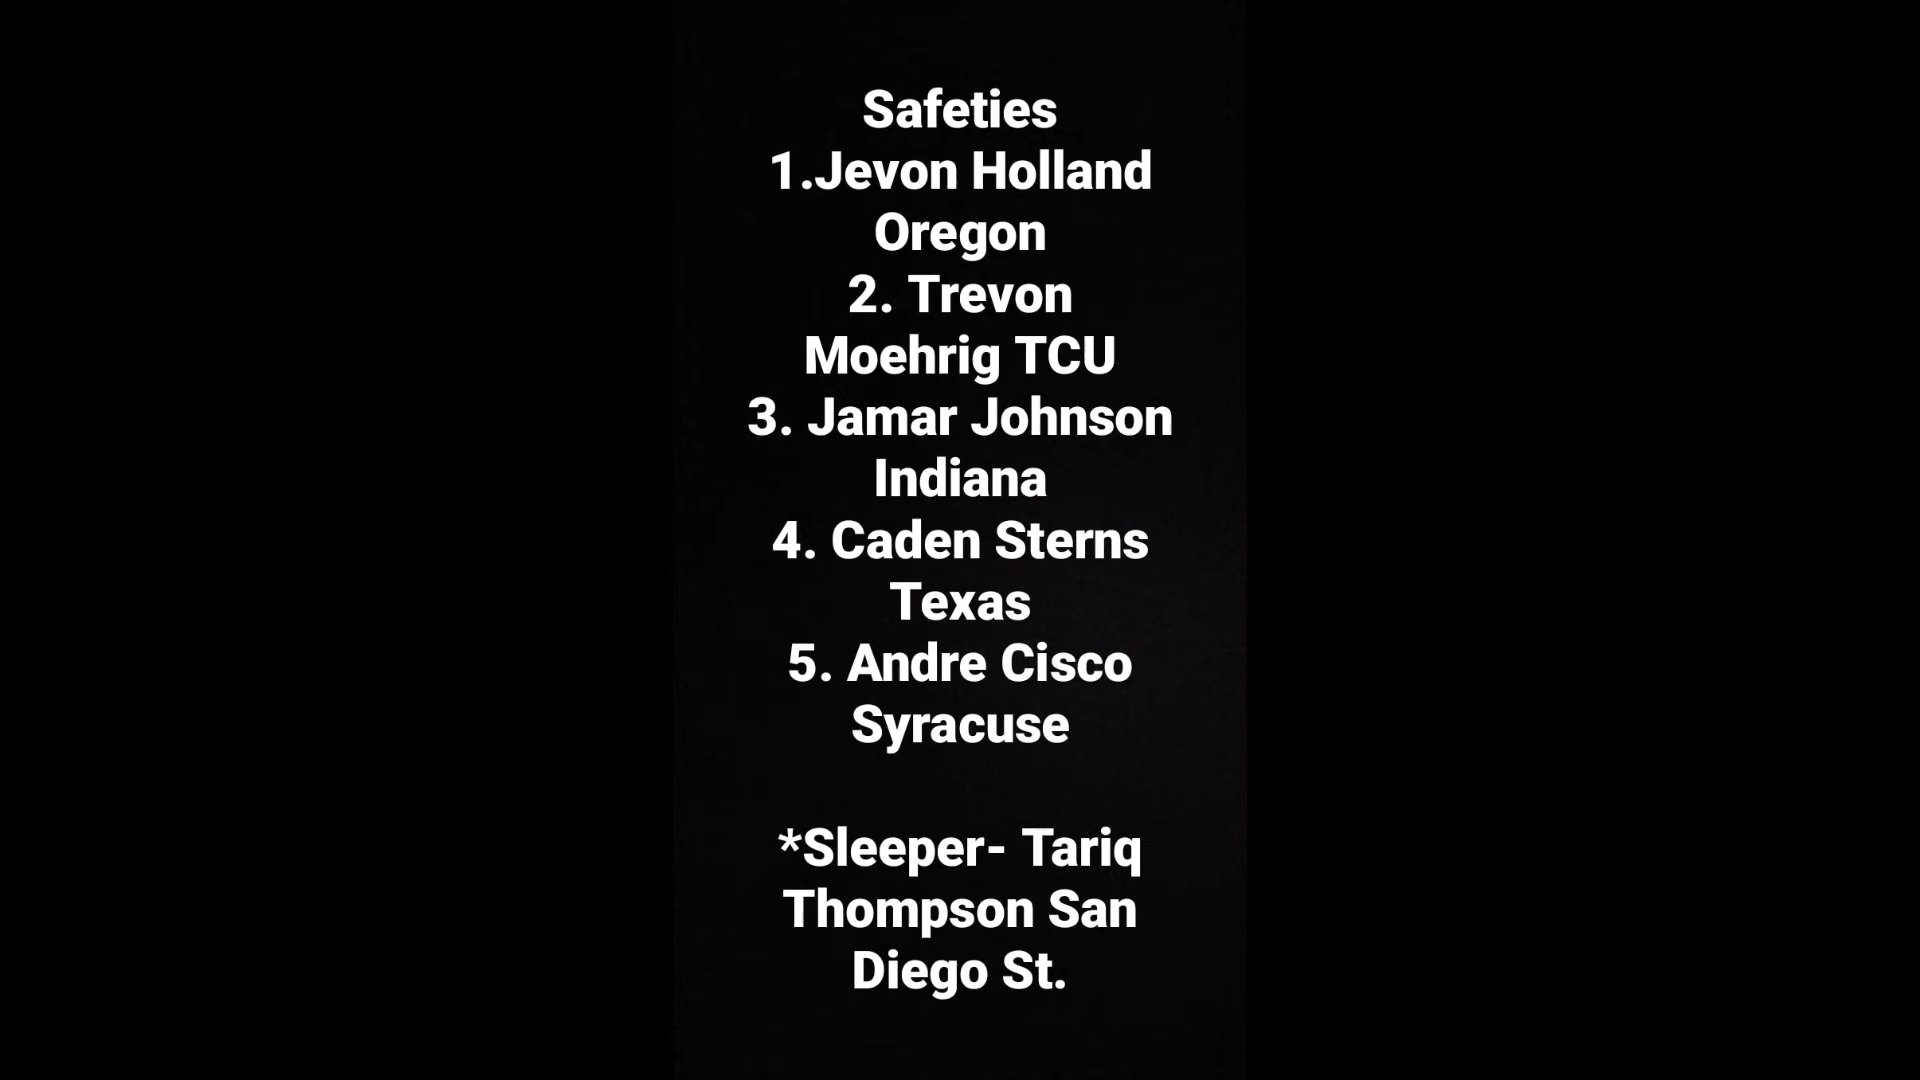 Safeties
1.Jevon Holland
Oregon
2. Trevon
Moehrig TCU
3. Jamar Johnson
Indiana
4. Caden Sterns
Texas
5. Andre Cisco
Syracuse
*Sleeper- Tariq
Thompson San
Diego St.